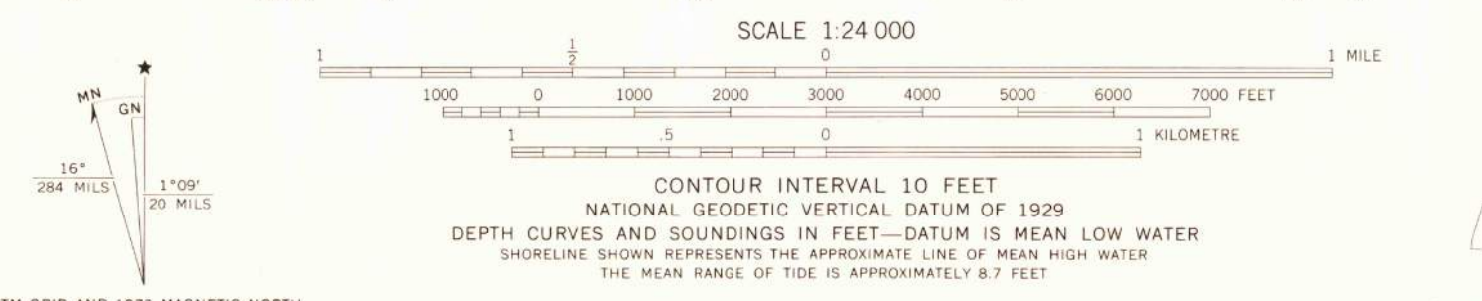 SCALE 1:24 000
1 1/2 0 1 MILE
1000 0 1000 2000 3000 4000 5000 6000 7000 FEET
1 .5 0 1 KILOMETRE
★
MN
GN
16°
284 MILS
1°09′
20 MILS
CONTOUR INTERVAL 10 FEET
NATIONAL GEODETIC VERTICAL DATUM OF 1929
DEPTH CURVES AND SOUNDINGS IN FEET—DATUM IS MEAN LOW WATER
SHORELINE SHOWN REPRESENTS THE APPROXIMATE LINE OF MEAN HIGH WATER
THE MEAN RANGE OF TIDE IS APPROXIMATELY 8.7 FEET
GRID AND MAGNETIC NORTH